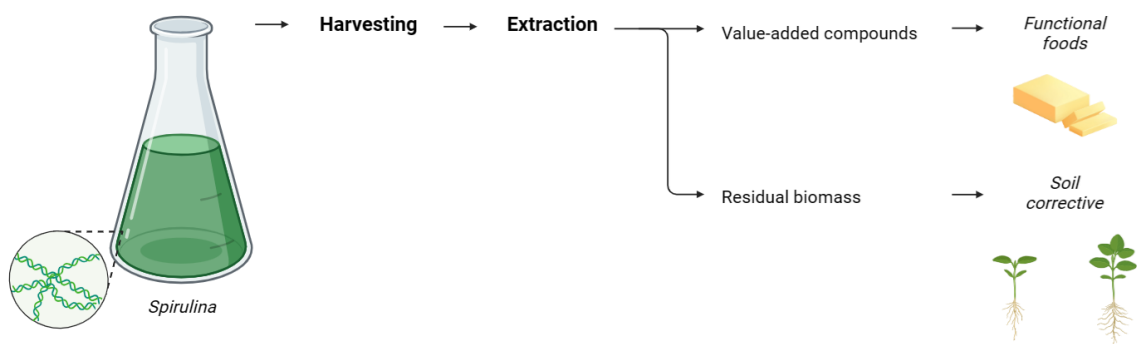 Harvesting
Extraction
Value-added compounds
Functional
foods
Residual biomass
Soil
corrective
Spirulina